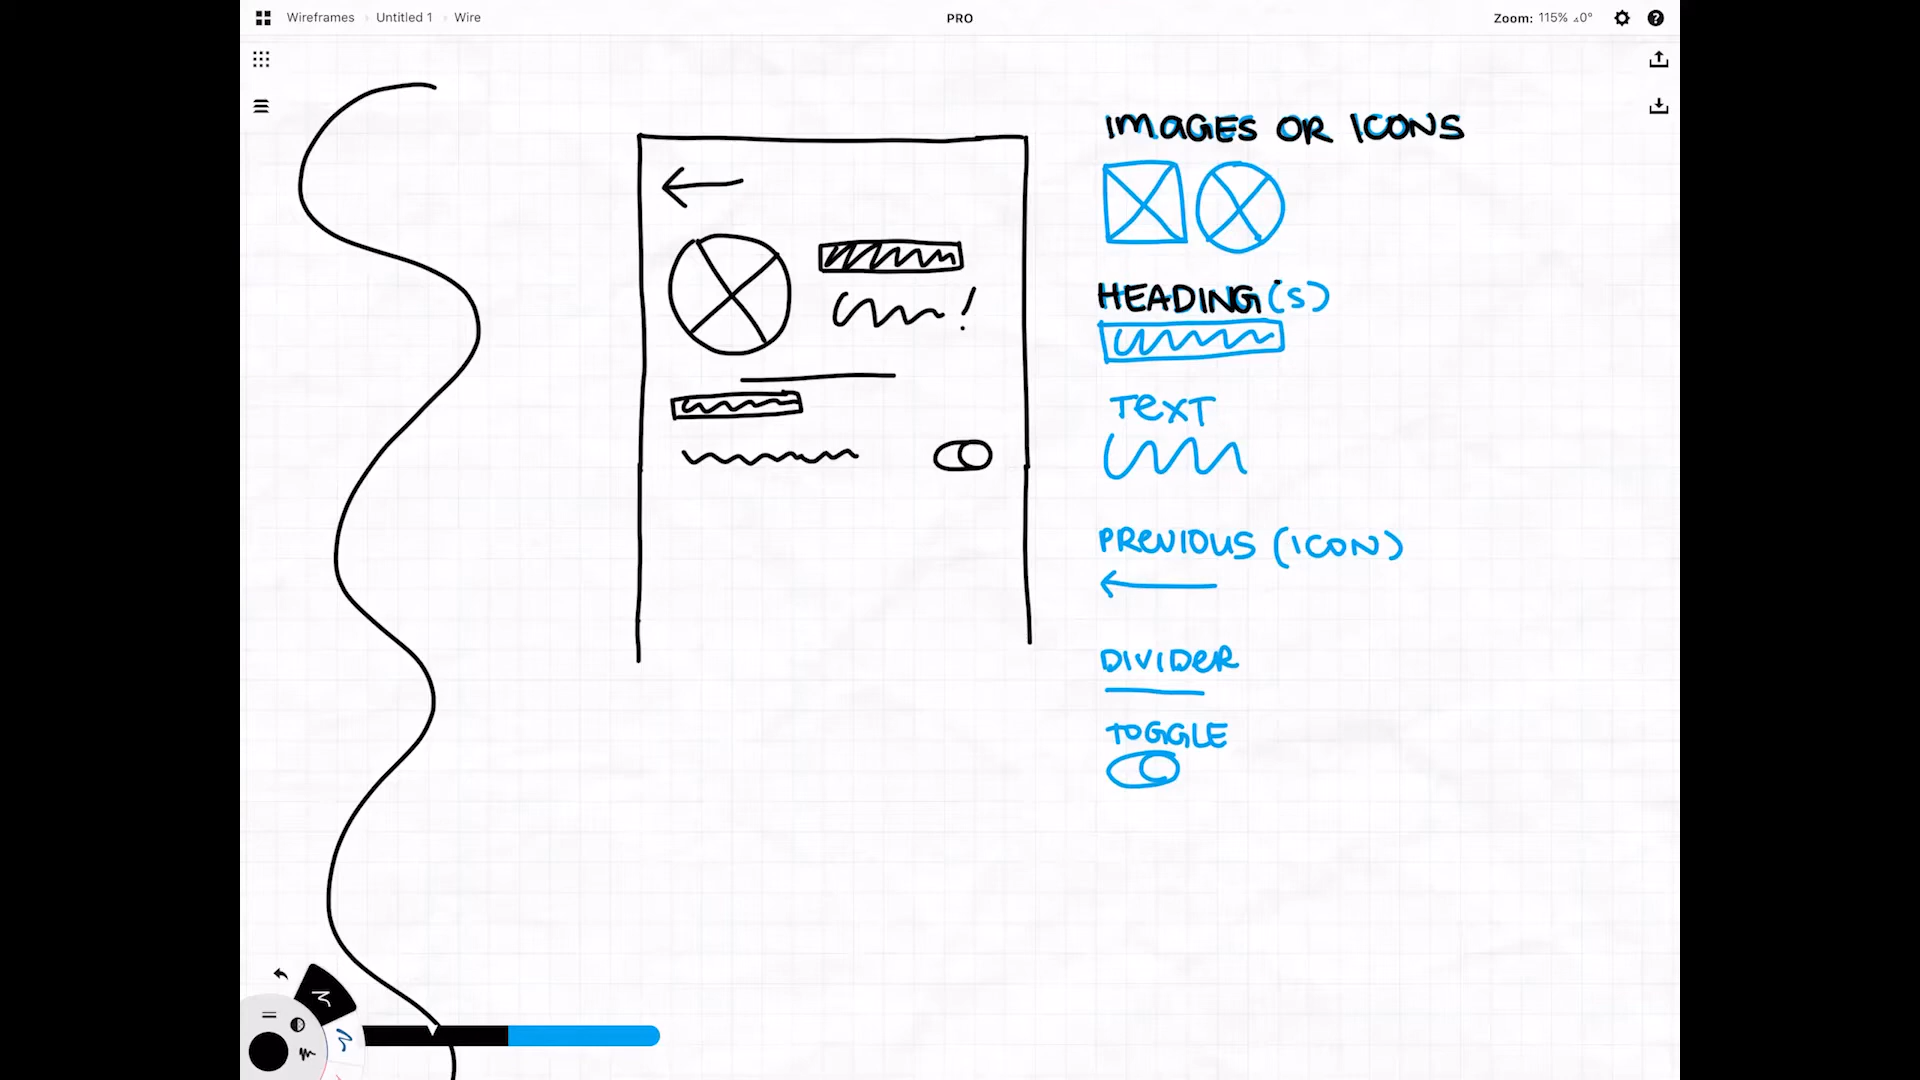 Wireframes Untitled 1 Wire
PRO
Zoom: 115% ⊿0°
IMAGES OR ICONS
HEADING(S)
TEXT
PREVIOUS (ICON)
DIVIDER
TOGGLE